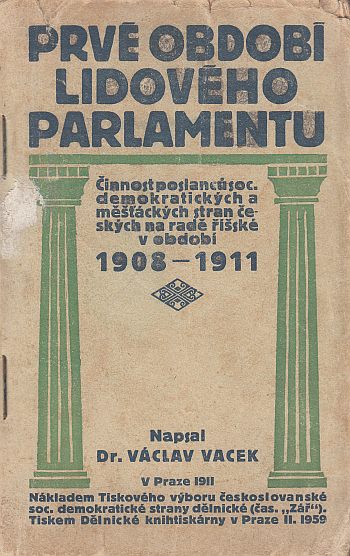 PRVÉ OBDOBÍ
LIDOVÉHO
PARLAMENTU
Činnost poslanců soc.
demokratických a
měšťáckých stran če-
ských na radě říšské
v období
1908–1911
Napsal
Dr. VÁCLAV VACEK
V Praze 1911
Nákladem Tiskového výboru českoslovanské
soc. demokratické strany dělnické (čas. „Zář“).
Tiskem Dělnické knihtiskárny v Praze II. 1959